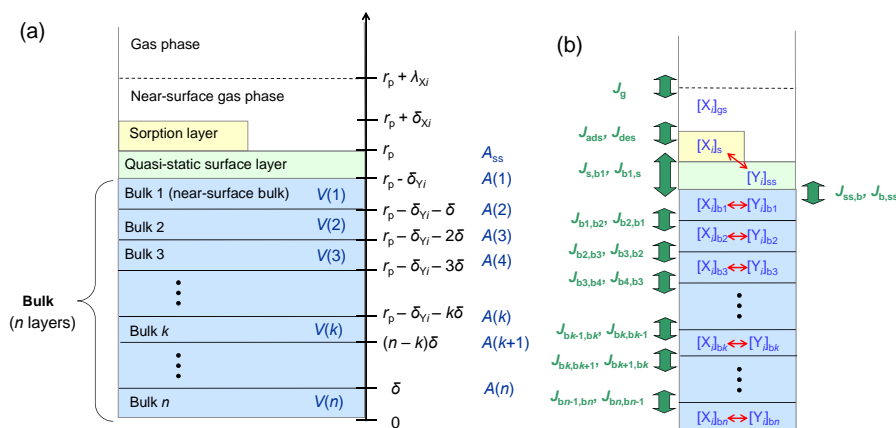 (a)
Gas phase
r_p + λ_Xi
Near-surface gas phase
r_p + δ_Xi
Sorption layer
r_p
A_ss
Quasi-static surface layer
r_p - δ_Yi
A(1)
Bulk 1 (near-surface bulk)
V(1)
r_p − δ_Yi − δ
A(2)
Bulk 2
V(2)
r_p − δ_Yi − 2δ
A(3)
Bulk 3
V(3)
r_p − δ_Yi − 3δ
A(4)
Bulk
(n layers)
r_p − δ_Yi − kδ
A(k)
Bulk k
V(k)
(n − k)δ
A(k+1)
δ
A(n)
Bulk n
V(n)
0
(b)
J_g
[X_i]_gs
J_ads, J_des
[X_i]_s
J_s,b1, J_b1,s
[Y_i]_ss
J_ss,b, J_b,ss
[X_i]_b1 ↔ [Y_i]_b1
J_b1,b2, J_b2,b1
[X_i]_b2 ↔ [Y_i]_b2
J_b2,b3, J_b3,b2
[X_i]_b3 ↔ [Y_i]_b3
J_b3,b4, J_b4,b3
J_bk-1,bk, J_bk,bk-1
[X_i]_bk ↔ [Y_i]_bk
J_bk,bk+1, J_bk+1,bk
J_bn-1,bn, J_bn,bn-1
[X_i]_bn ↔ [Y_i]_bn